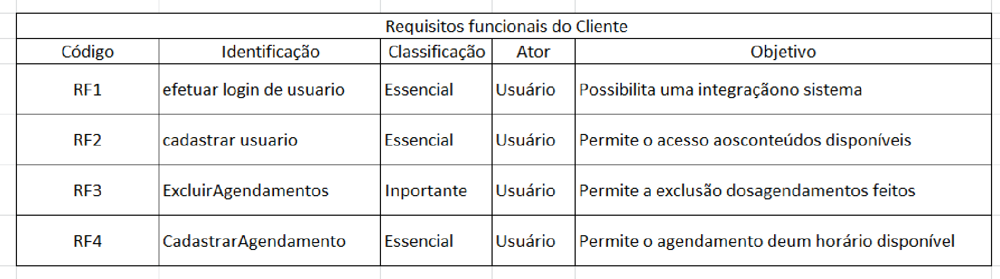 Requisitos funcionais do Cliente
Código Identificação Classificação Ator Objetivo
RF1 efetuar login de usuario Essencial Usuário Possibilita uma integraçãono sistema
RF2 cadastrar usuario Essencial Usuário Permite o acesso aosconteúdos disponíveis
RF3 ExcluirAgendamentos Inportante Usuário Permite a exclusão dosagendamentos feitos
RF4 CadastrarAgendamento Essencial Usuário Permite o agendamento deum horário disponível